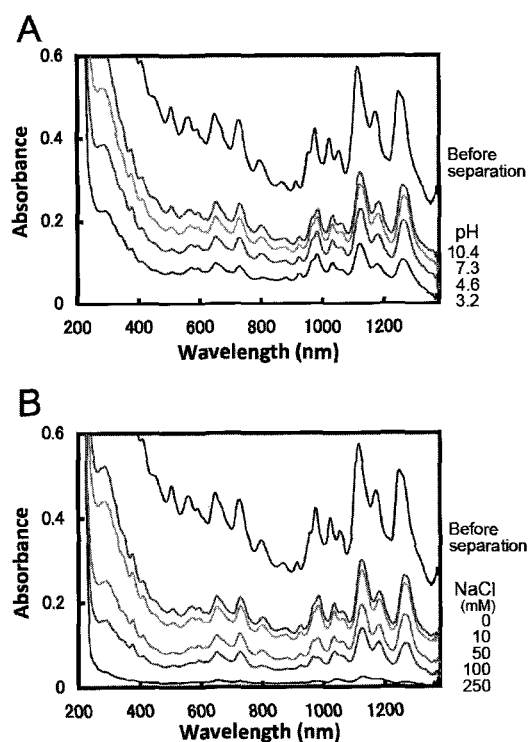 A
0.6
0.4
0.2
0
Absorbance
200 400 600 800 1000 1200
Wavelength (nm)
Before
separation
pH
10.4
7.3
4.6
3.2
B
0.6
0.4
0.2
0
Absorbance
200 400 600 800 1000 1200
Wavelength (nm)
Before
separation
NaCl
(mM)
0
10
50
100
250